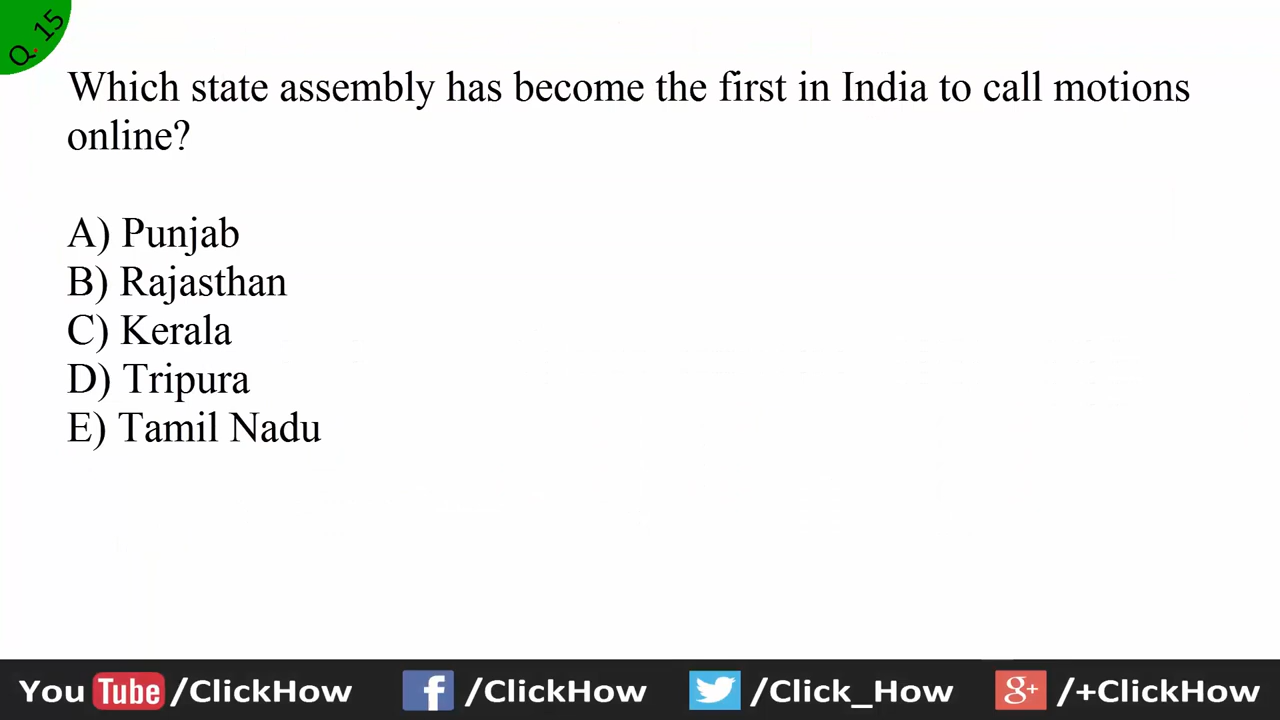 Q. 15
Which state assembly has become the first in India to call motions
online?
A) Punjab
B) Rajasthan
C) Kerala
D) Tripura
E) Tamil Nadu
You Tube /ClickHow f /ClickHow /Click_How g+ /+ClickHow